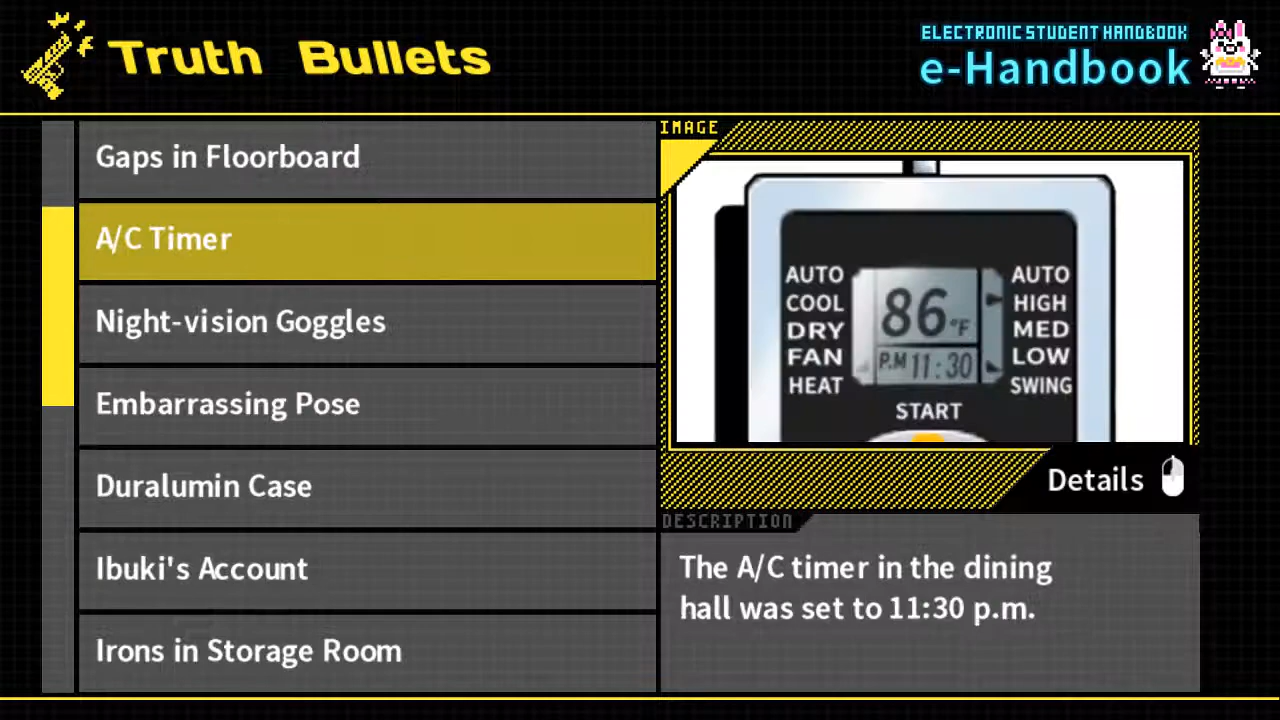 Truth Bullets
ELECTRONIC STUDENT HANDBOOK
e-Handbook
Gaps in Floorboard
A/C Timer
Night-vision Goggles
Embarrassing Pose
Duralumin Case
Ibuki's Account
Irons in Storage Room
IMAGE
AUTO
COOL
DRY
FAN
HEAT
86°F
P.M 11:30
AUTO
HIGH
MED
LOW
SWING
START
Details
DESCRIPTION
The A/C timer in the dining
hall was set to 11:30 p.m.